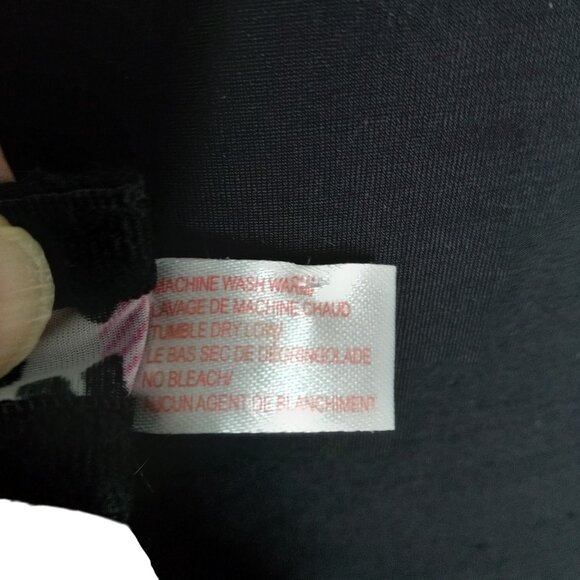 MACHINE WASH WARM/
LAVAGE DE MACHINE CHAUD
TUMBLE DRY LOW/
LE BAS SEC DE DEGRINGOLADE
NO BLEACH/
AUCUN AGENT DE BLANCHIMENT